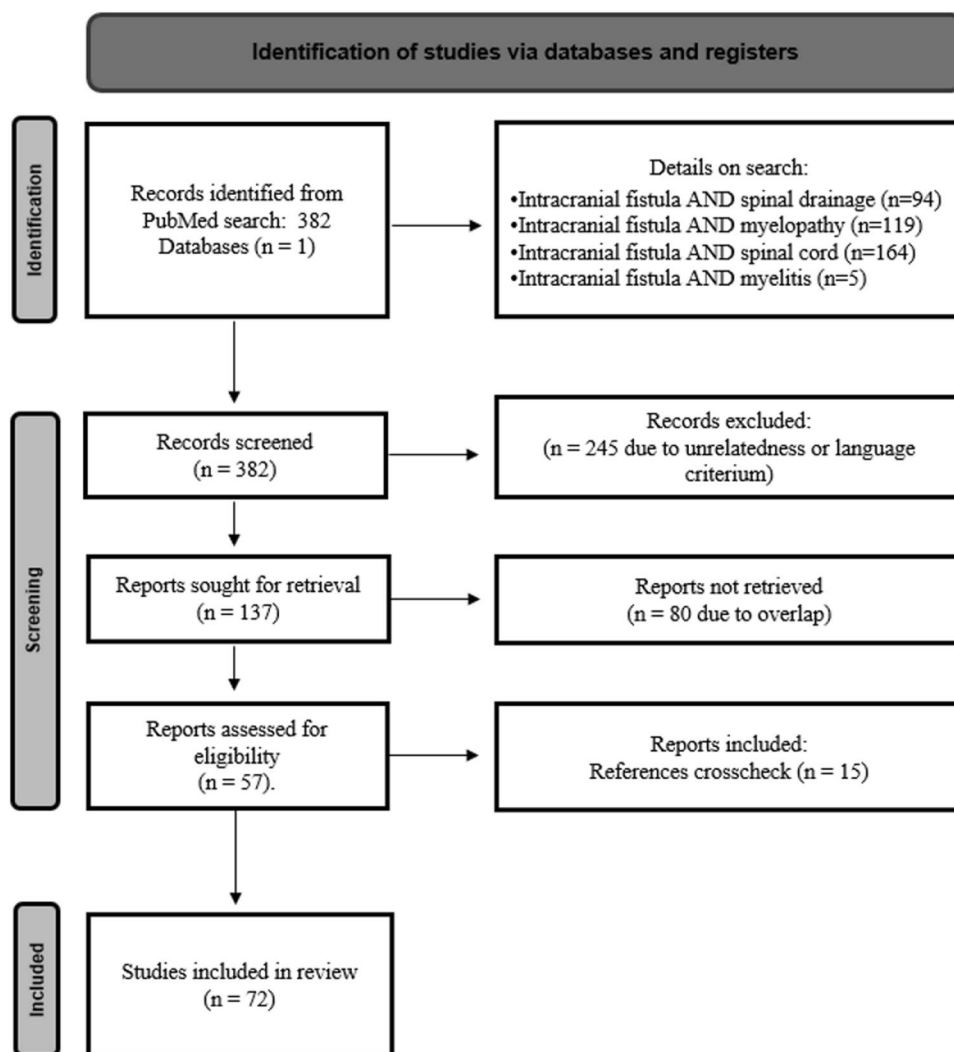 Identification of studies via databases and registers
Identification
Records identified from
PubMed search: 382
Databases (n = 1)
Details on search:
•Intracranial fistula AND spinal drainage (n=94)
•Intracranial fistula AND myelopathy (n=119)
•Intracranial fistula AND spinal cord (n=164)
•Intracranial fistula AND myelitis (n=5)
Screening
Records screened
(n = 382)
Records excluded:
(n = 245 due to unrelatedness or language
criterium)
Reports sought for retrieval
(n = 137)
Reports not retrieved
(n = 80 due to overlap)
Reports assessed for
eligibility
(n = 57).
Reports included:
References crosscheck (n = 15)
Included
Studies included in review
(n = 72)